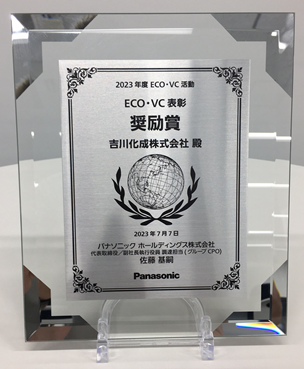 2023 年度 ECO・VC 活動
ECO・VC 表彰
奨励賞
吉川化成株式会社 殿
2023 年 7 月 7 日
パナソニック ホールディングス株式会社
代表取締役／副社長執行役員 調達担当 ( グループ CPO)
佐藤 基嗣
Panasonic